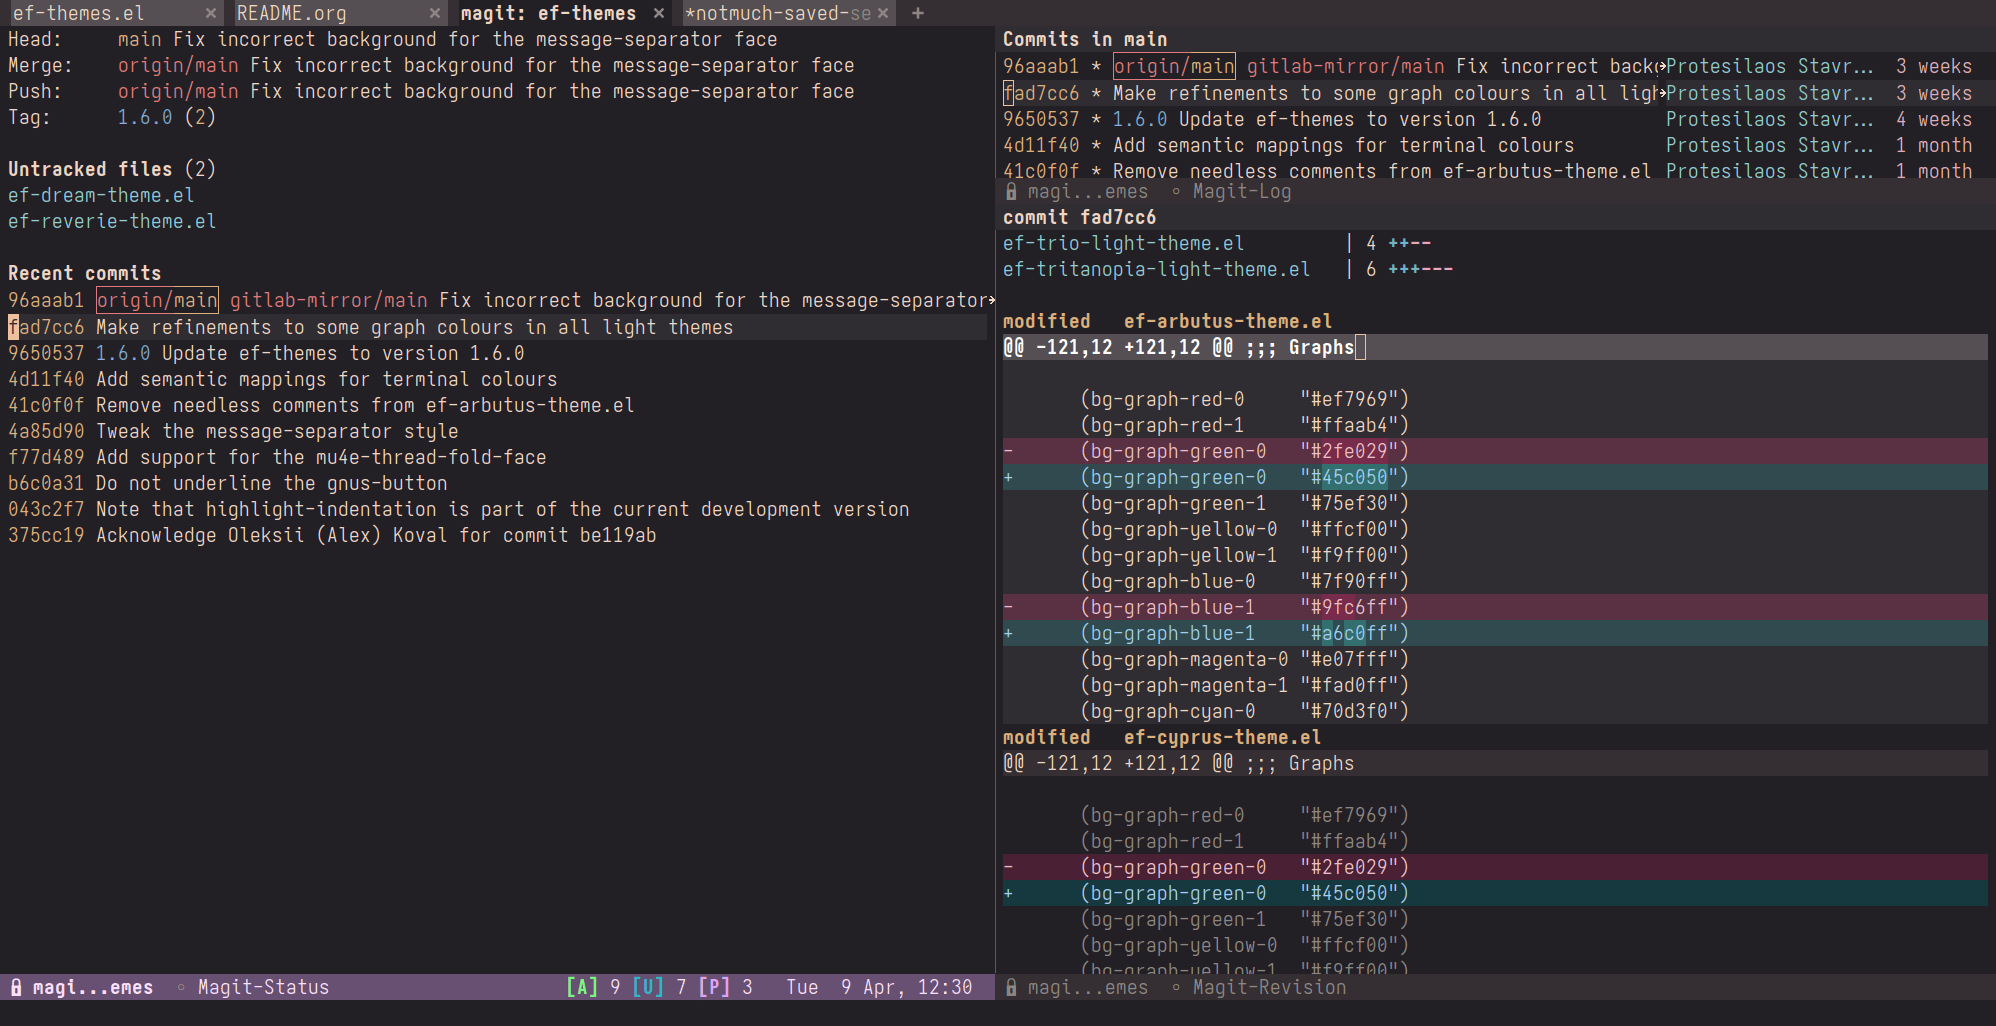 ef-themes.el × README.org × magit: ef-themes × *notmuch-saved-se × +
Head: main Fix incorrect background for the message-separator face
Merge: origin/main Fix incorrect background for the message-separator face
Push: origin/main Fix incorrect background for the message-separator face
Tag: 1.6.0 (2)
Untracked files (2)
ef-dream-theme.el
ef-reverie-theme.el
Recent commits
96aaab1 origin/main gitlab-mirror/main Fix incorrect background for the message-separator
fad7cc6 Make refinements to some graph colours in all light themes
9650537 1.6.0 Update ef-themes to version 1.6.0
4d11f40 Add semantic mappings for terminal colours
41c0f0f Remove needless comments from ef-arbutus-theme.el
4a85d90 Tweak the message-separator style
f77d489 Add support for the mu4e-thread-fold-face
b6c0a31 Do not underline the gnus-button
043c2f7 Note that highlight-indentation is part of the current development version
375cc19 Acknowledge Oleksii (Alex) Koval for commit be119ab
magi...emes ◦ Magit-Status [A] 9 [U] 7 [P] 3 Tue 9 Apr, 12:30
Commits in main
96aaab1 * origin/main gitlab-mirror/main Fix incorrect back Protesilaos Stavr... 3 weeks
fad7cc6 * Make refinements to some graph colours in all ligh Protesilaos Stavr... 3 weeks
9650537 * 1.6.0 Update ef-themes to version 1.6.0 Protesilaos Stavr... 4 weeks
4d11f40 * Add semantic mappings for terminal colours Protesilaos Stavr... 1 month
41c0f0f * Remove needless comments from ef-arbutus-theme.el Protesilaos Stavr... 1 month
magi...emes ◦ Magit-Log
commit fad7cc6
ef-trio-light-theme.el | 4 ++--
ef-tritanopia-light-theme.el | 6 +++---
modified ef-arbutus-theme.el
@@ -121,12 +121,12 @@ ;;; Graphs
(bg-graph-red-0 "#ef7969")
(bg-graph-red-1 "#ffaab4")
- (bg-graph-green-0 "#2fe029")
+ (bg-graph-green-0 "#45c050")
(bg-graph-green-1 "#75ef30")
(bg-graph-yellow-0 "#ffcf00")
(bg-graph-yellow-1 "#f9ff00")
(bg-graph-blue-0 "#7f90ff")
- (bg-graph-blue-1 "#9fc6ff")
+ (bg-graph-blue-1 "#a6c0ff")
(bg-graph-magenta-0 "#e07fff")
(bg-graph-magenta-1 "#fad0ff")
(bg-graph-cyan-0 "#70d3f0")
modified ef-cyprus-theme.el
@@ -121,12 +121,12 @@ ;;; Graphs
(bg-graph-red-0 "#ef7969")
(bg-graph-red-1 "#ffaab4")
- (bg-graph-green-0 "#2fe029")
+ (bg-graph-green-0 "#45c050")
(bg-graph-green-1 "#75ef30")
(bg-graph-yellow-0 "#ffcf00")
(bg-graph-yellow-1 "#f9ff00")
magi...emes ◦ Magit-Revision